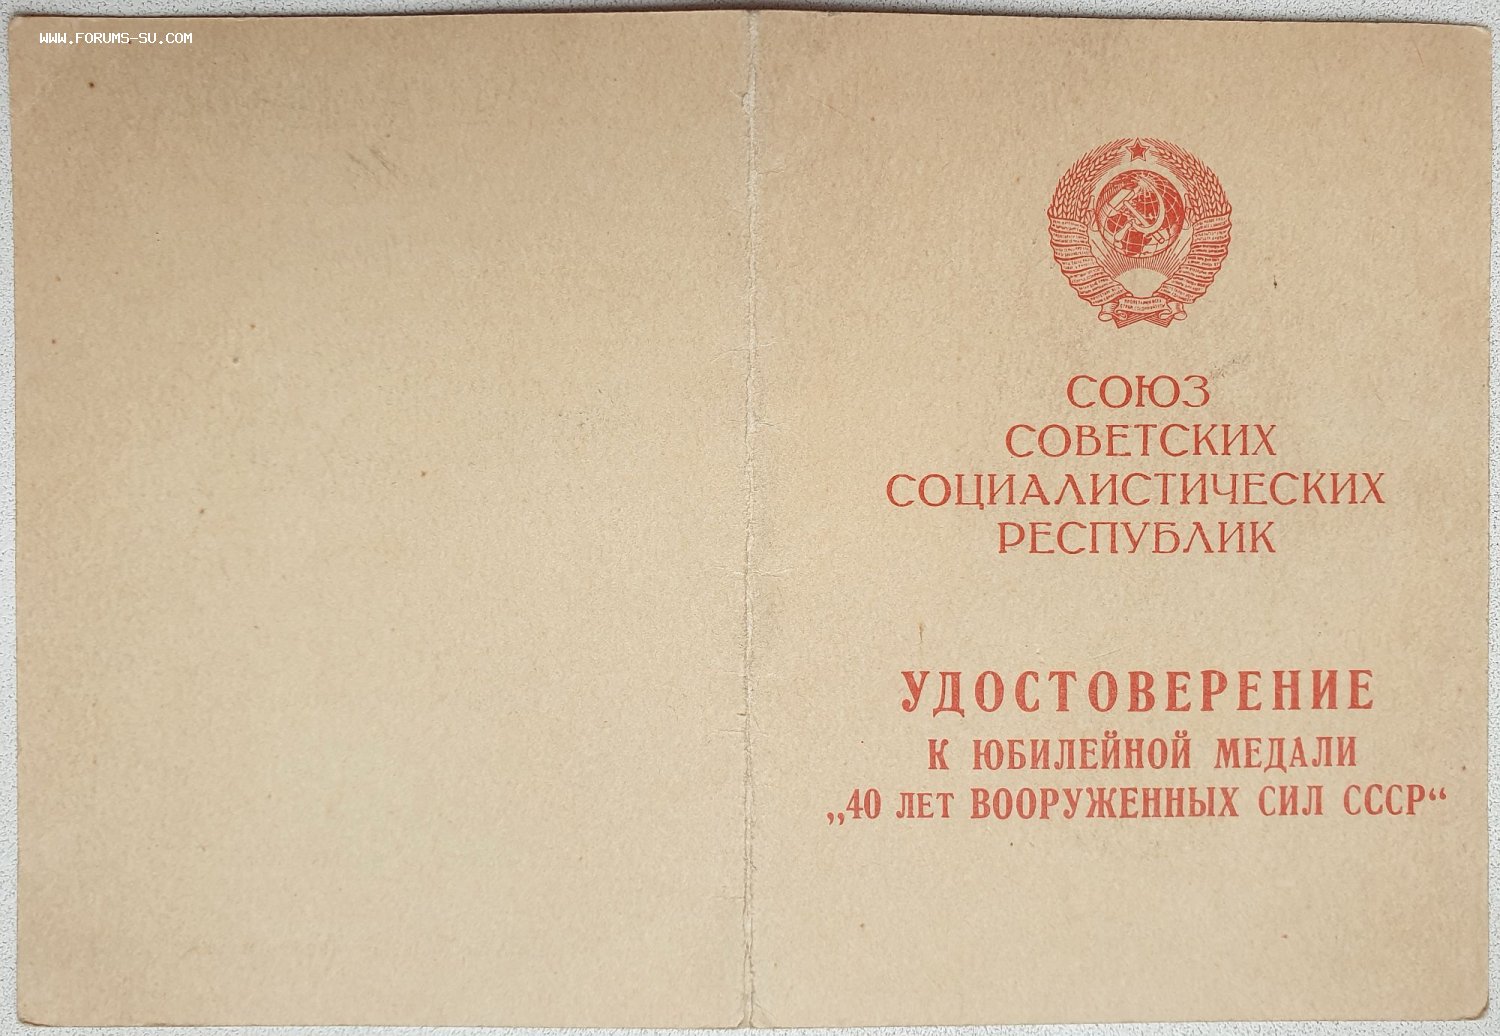 WWW.FORUMS-SU.COM
СОЮЗ
СОВЕТСКИХ
СОЦИАЛИСТИЧЕСКИХ
РЕСПУБЛИК
УДОСТОВЕРЕНИЕ
К ЮБИЛЕЙНОЙ МЕДАЛИ
„40 ЛЕТ ВООРУЖЕННЫХ СИЛ СССР“